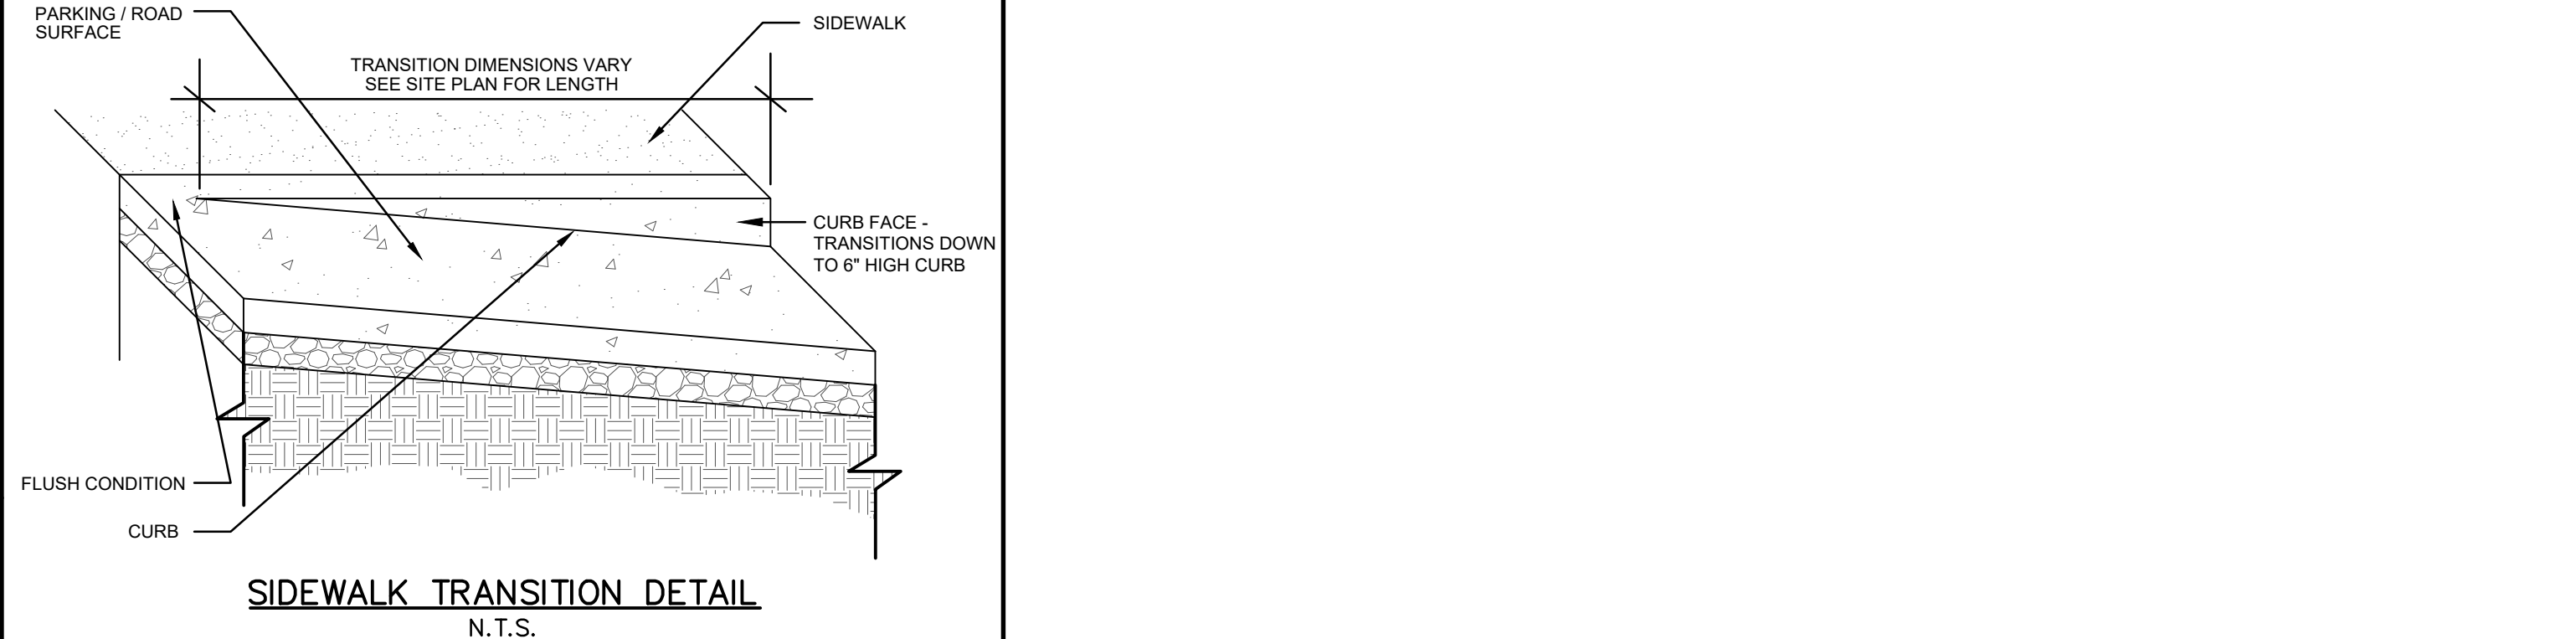 PARKING / ROAD
SURFACE
SIDEWALK
TRANSITION DIMENSIONS VARY
SEE SITE PLAN FOR LENGTH
CURB FACE -
TRANSITIONS DOWN
TO 6" HIGH CURB
FLUSH CONDITION
CURB
SIDEWALK TRANSITION DETAIL
N.T.S.